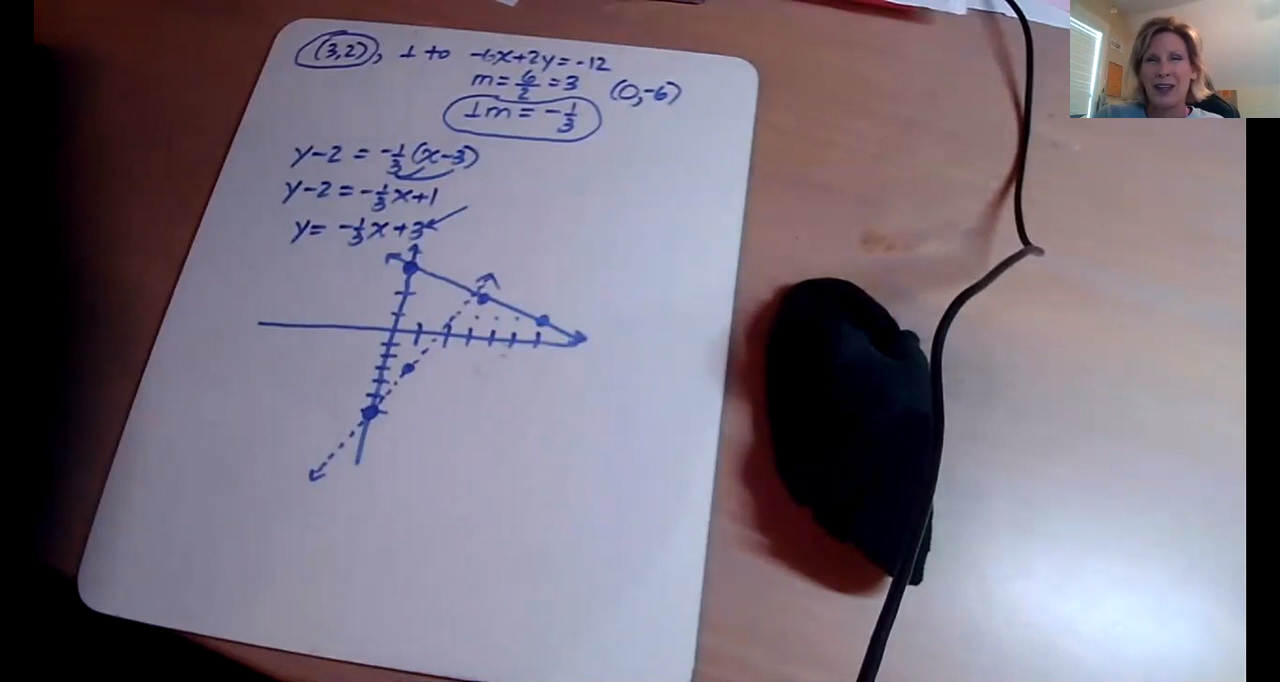 (3,2), ⊥ to -6x+2y=-12
m=6/2=3 (0,-6)
⊥m=-1/3
y-2=-1/3(x-3)
y-2=-1/3x+1
y=-1/3x+3